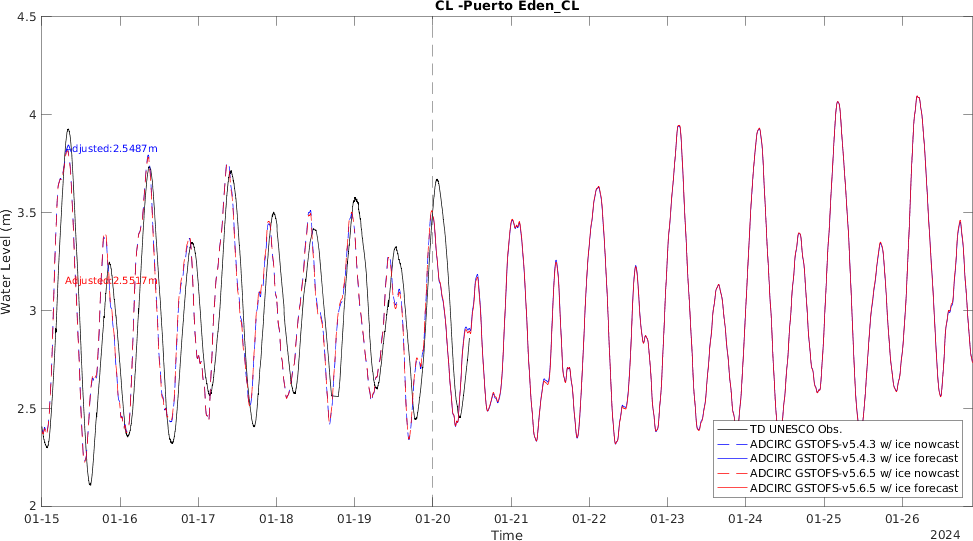 CL -Puerto Eden_CL
4.5
4
3.5
3
2.5
2
Water Level (m)
Adjusted:2.5487m
Adjusted:2.5517m
TD UNESCO Obs.
ADCIRC GSTOFS-v5.4.3 w/ ice nowcast
ADCIRC GSTOFS-v5.4.3 w/ ice forecast
ADCIRC GSTOFS-v5.6.5 w/ ice nowcast
ADCIRC GSTOFS-v5.6.5 w/ ice forecast
01-15 01-16 01-17 01-18 01-19 01-20 01-21 01-22 01-23 01-24 01-25 01-26
Time
2024